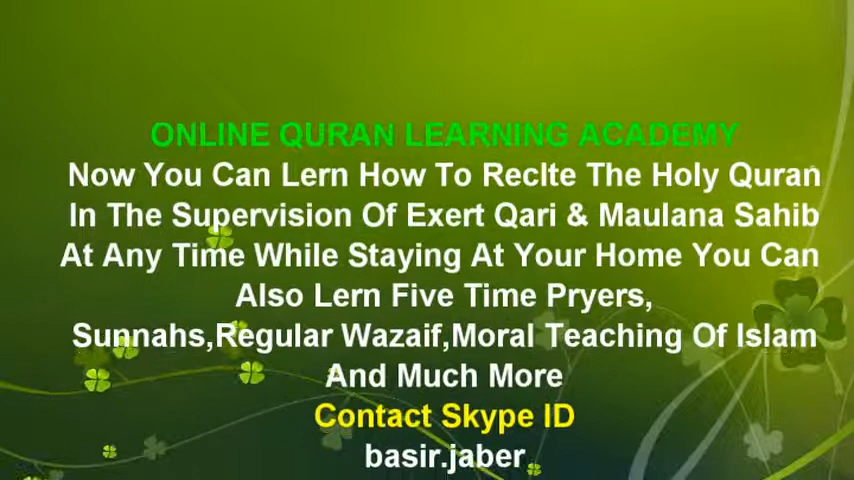 ONLINE QURAN LEARNING ACADEMY
Now You Can Lern How To Reclte The Holy Quran
In The Supervision Of Exert Qari & Maulana Sahib
At Any Time While Staying At Your Home You Can
Also Lern Five Time Pryers,
Sunnahs,Regular Wazaif,Moral Teaching Of Islam
And Much More
Contact Skype ID
basir.jaber